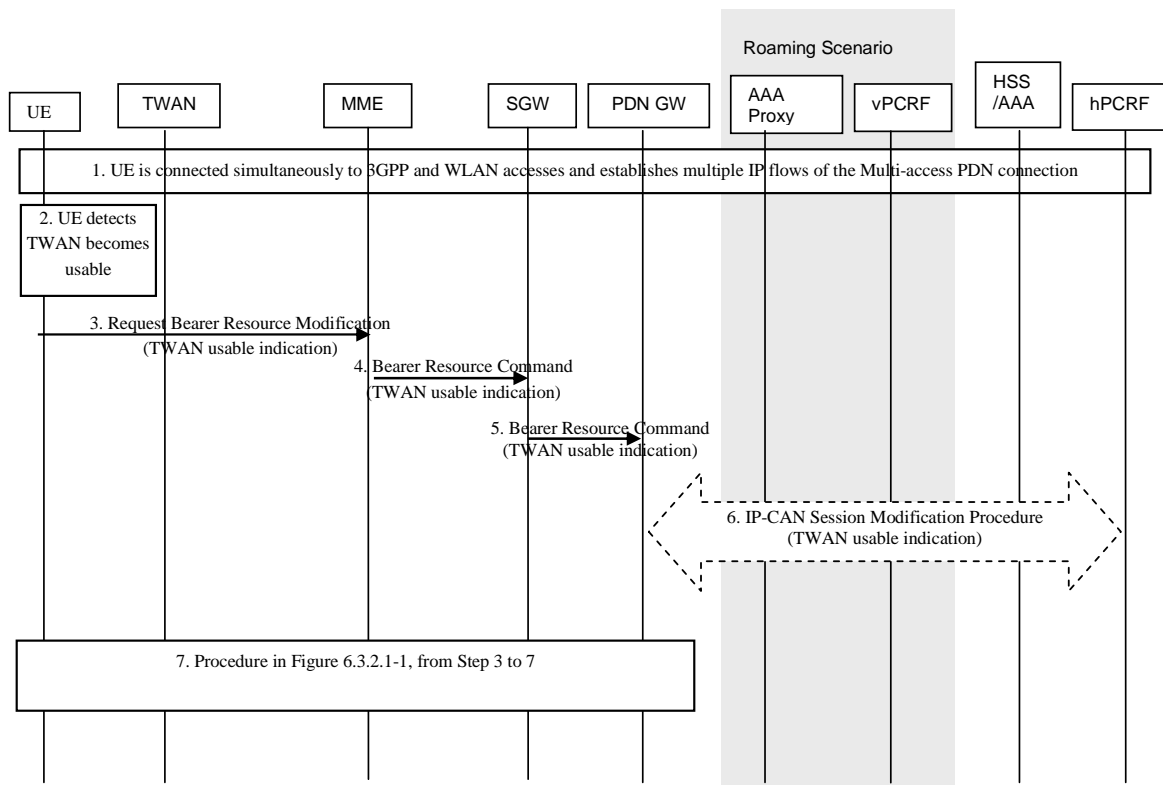 Roaming Scenario
UE
TWAN
MME
SGW
PDN GW
AAA
Proxy
vPCRF
HSS
/AAA
hPCRF
1. UE is connected simultaneously to 3GPP and WLAN accesses and establishes multiple IP flows of the Multi-access PDN connection
2. UE detects
TWAN becomes
usable
3. Request Bearer Resource Modification
(TWAN usable indication)
4. Bearer Resource Command
(TWAN usable indication)
5. Bearer Resource Command
(TWAN usable indication)
6. IP-CAN Session Modification Procedure
(TWAN usable indication)
7. Procedure in Figure 6.3.2.1-1, from Step 3 to 7